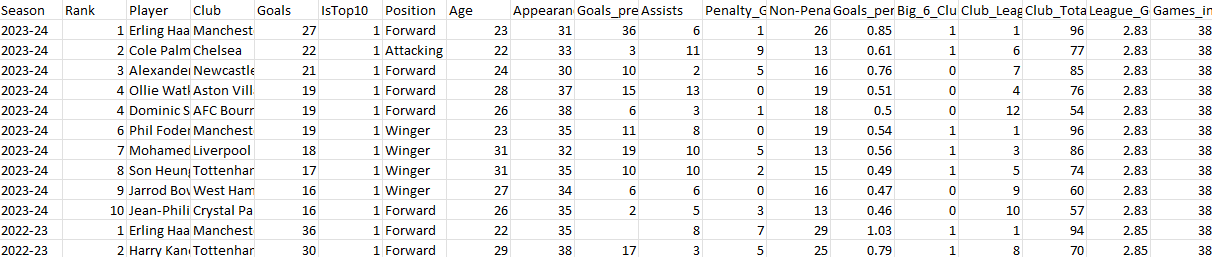 Season Rank Player Club Goals IsTop10 Position Age Appearan Goals_pre Assists Penalty_G Non-Pena Goals_per Big_6_Clu Club_Leag Club_Tota League_G Games_in
2023-24 1 Erling Haa Manchest 27 1 Forward 23 31 36 6 1 26 0.85 1 1 96 2.83 38
2023-24 2 Cole Palm Chelsea 22 1 Attacking 22 33 3 11 9 13 0.61 1 6 77 2.83 38
2023-24 3 Alexander Newcastle 21 1 Forward 24 30 10 2 5 16 0.76 0 7 85 2.83 38
2023-24 4 Ollie Watk Aston Vill 19 1 Forward 28 37 15 13 0 19 0.51 0 4 76 2.83 38
2023-24 4 Dominic S AFC Bourn 19 1 Forward 26 38 6 3 1 18 0.5 0 12 54 2.83 38
2023-24 6 Phil Foder Manchest 19 1 Winger 23 35 11 8 0 19 0.54 1 1 96 2.83 38
2023-24 7 Mohamed Liverpool 18 1 Winger 31 32 19 10 5 13 0.56 1 3 86 2.83 38
2023-24 8 Son Heung Tottenhar 17 1 Winger 31 35 10 10 2 15 0.49 1 5 74 2.83 38
2023-24 9 Jarrod Bov West Ham 16 1 Winger 27 34 6 6 0 16 0.47 0 9 60 2.83 38
2023-24 10 Jean-Phili Crystal Pa 16 1 Forward 26 35 2 5 3 13 0.46 0 10 57 2.83 38
2022-23 1 Erling Haa Manchest 36 1 Forward 22 35 8 7 29 1.03 1 1 94 2.85 38
2022-23 2 Harry Kan Tottenhar 30 1 Forward 29 38 17 3 5 25 0.79 1 8 70 2.85 38